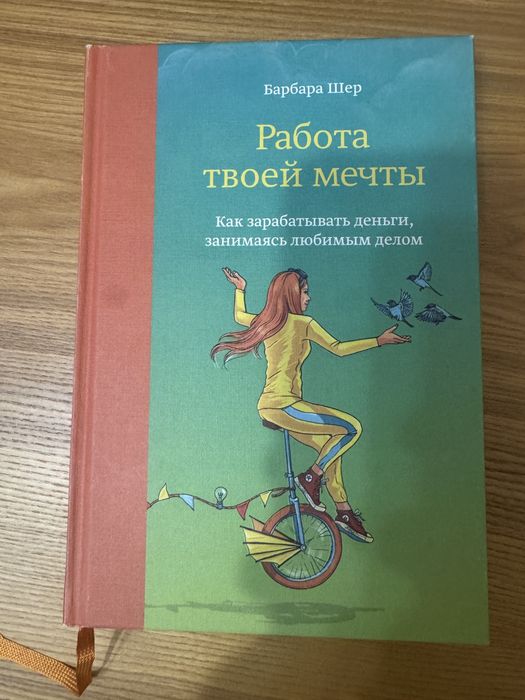 Барбара Шер
Работа
твоей мечты
Как зарабатывать деньги,
занимаясь любимым делом